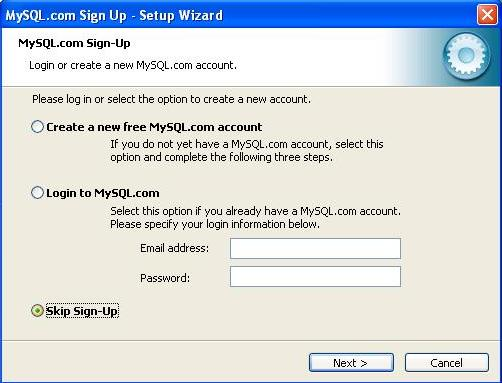 MySQL.com Sign Up - Setup Wizard
MySQL.com Sign-Up
Login or create a new MySQL.com account.
Please log in or select the option to create a new account.
Create a new free MySQL.com account
If you do not yet have a MySQL.com account, select this
option and complete the following three steps.
Login to MySQL.com
Select this option if you already have a MySQL.com account.
Please specify your login information below.
Email address:
Password:
Skip Sign-Up
Next >
Cancel